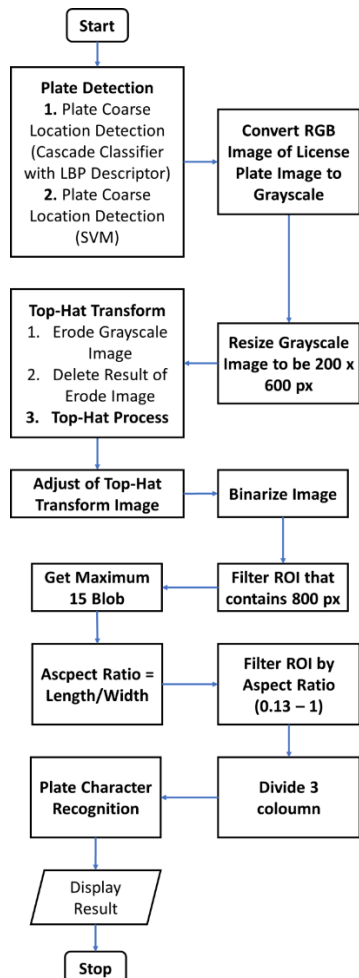 Start
Plate Detection
1. Plate Coarse
Location Detection
(Cascade Classifier
with LBP Descriptor)
2. Plate Coarse
Location Detection
(SVM)
Convert RGB
Image of License
Plate Image to
Grayscale
Resize Grayscale
Image to be 200 x
600 px
Top-Hat Transform
1. Erode Grayscale
Image
2. Delete Result of
Erode Image
3. Top-Hat Process
Adjust of Top-Hat
Transform Image
Binarize Image
Filter ROI that
contains 800 px
Get Maximum
15 Blob
Ascpect Ratio =
Length/Width
Filter ROI by
Aspect Ratio
(0.13 – 1)
Divide 3
coloumn
Plate Character
Recognition
Display
Result
Stop